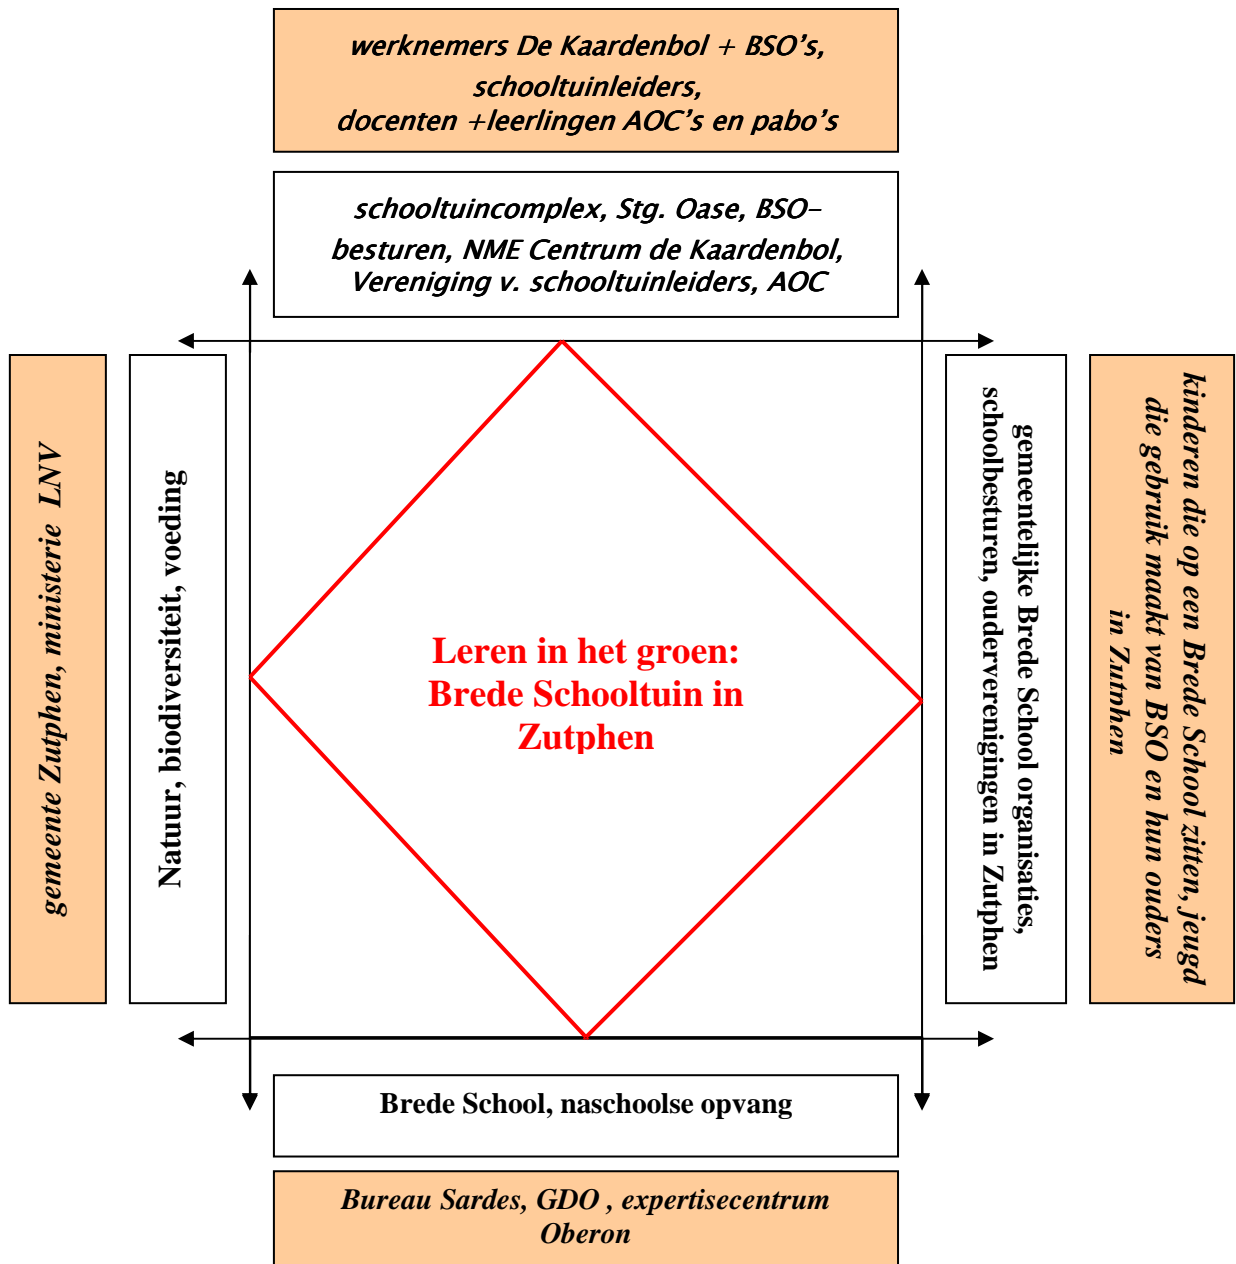 werknemers De Kaardenbol + BSO's,
schooltuinleiders,
docenten +leerlingen AOC's en pabo's
schooltuincomplex, Stg. Oase, BSO-
besturen, NME Centrum de Kaardenbol,
Vereniging v. schooltuinleiders, AOC
gemeente Zutphen, ministerie LNV
Natuur, biodiversiteit, voeding
Leren in het groen:
Brede Schooltuin in
Zutphen
gemeentelijke Brede School organisaties,
schoolbesturen, ouderverenigingen in Zutphen
kinderen die op een Brede School zitten, jeugd
die gebruik maakt van BSO en hun ouders
in Zutphen
Brede School, naschoolse opvang
Bureau Sardes, GDO , expertisecentrum
Oberon